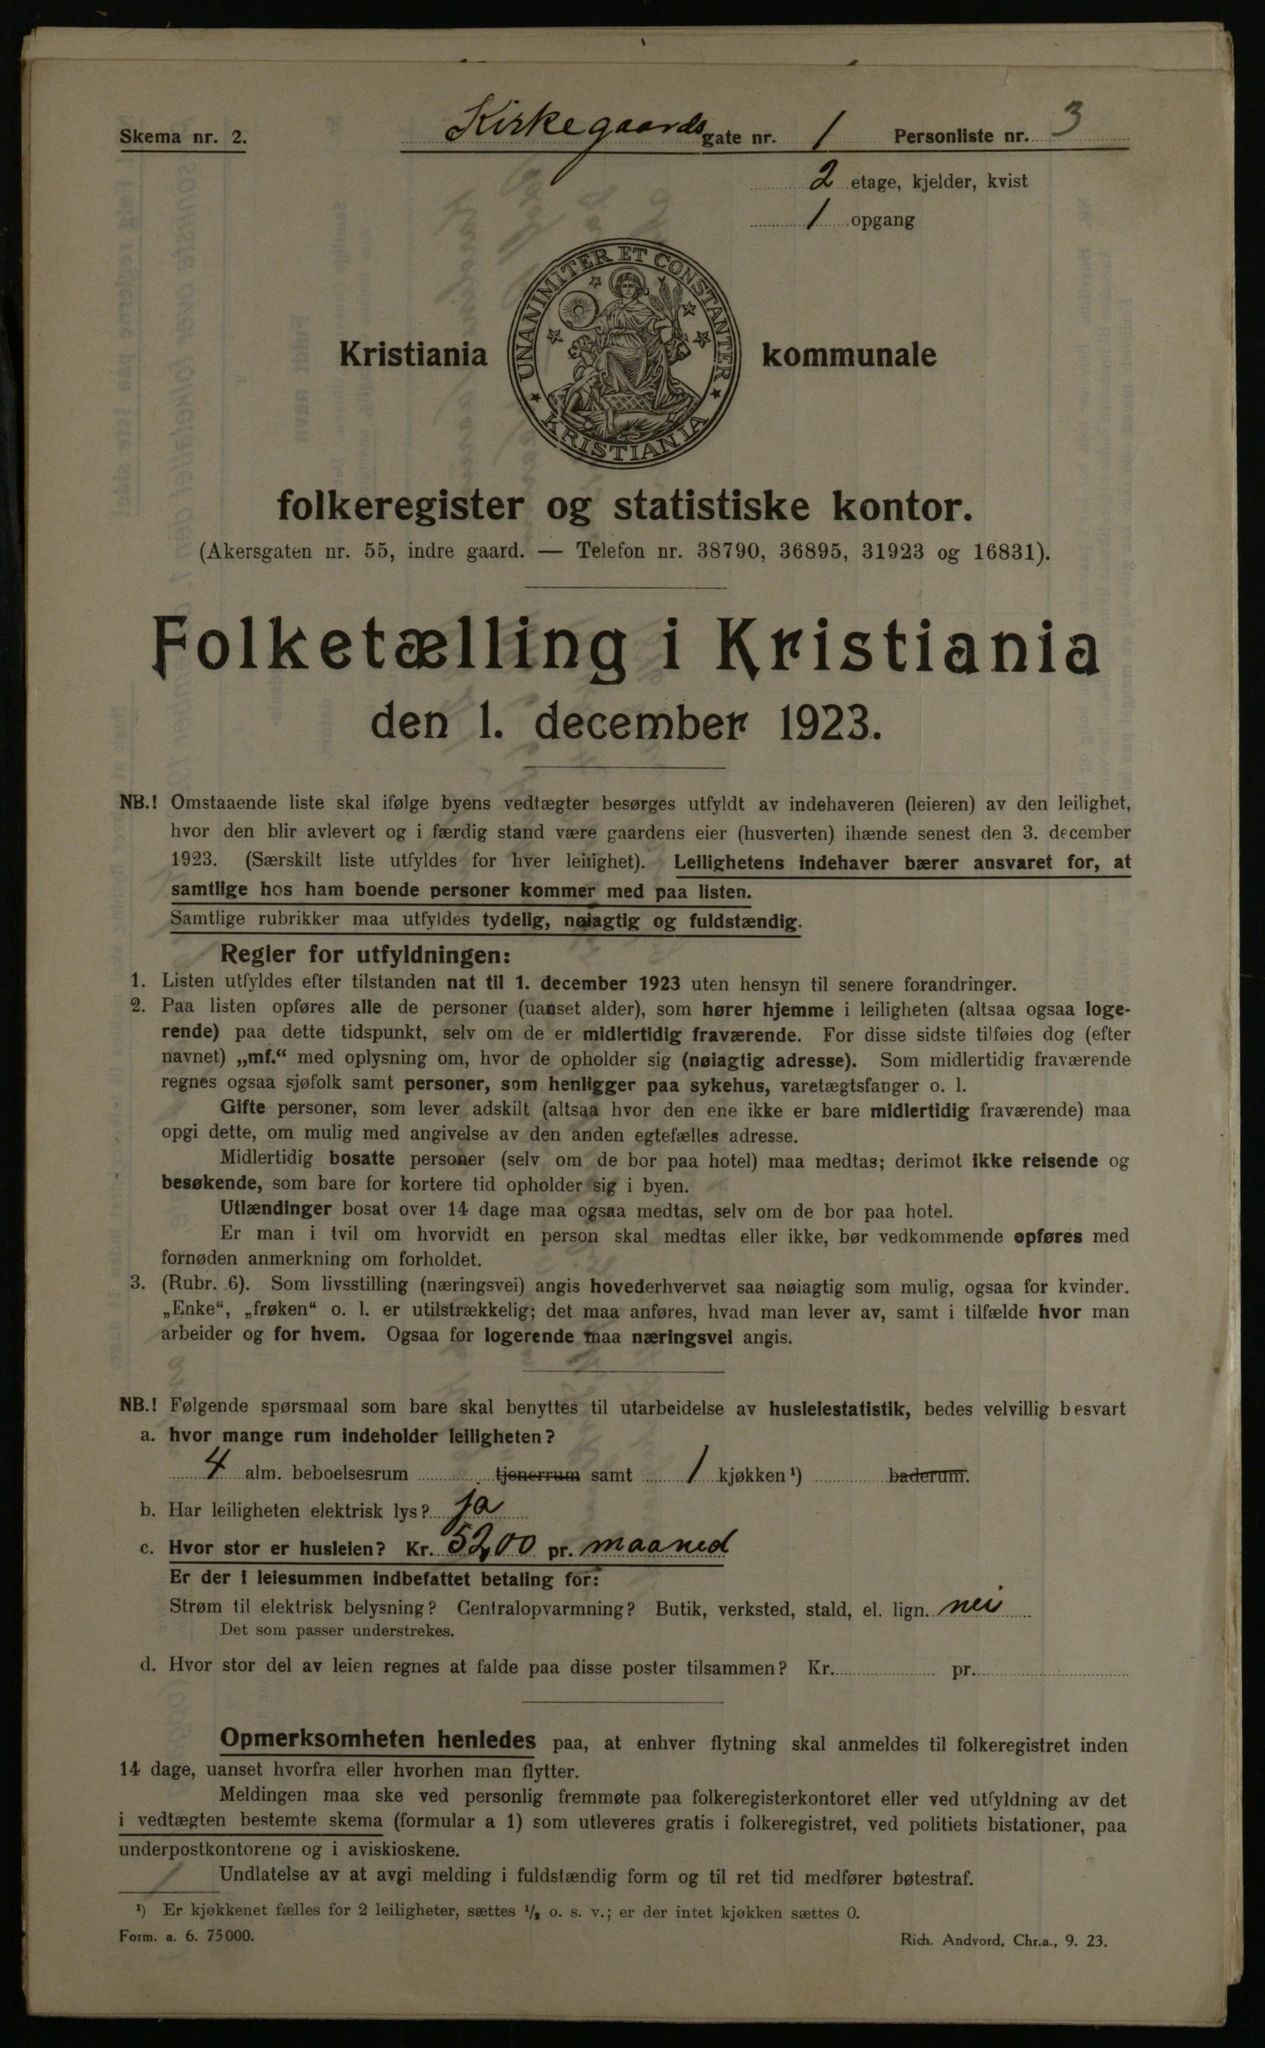 Skema nr. 2.
Kirkegaards gate nr. 1 Personliste nr. 3
2 etage, kjelder, kvist
1 opgang
UNANIMITER ET CONSTANTER
KRISTIANIA
Kristiania kommunale
folkeregister og statistiske kontor.
(Akersgaten nr. 55, indre gaard. — Telefon nr. 38790, 36895, 31923 og 16831).
Folketælling i Kristiania
den 1. december 1923.
NB.! Omstaaende liste skal ifølge byens vedtægter besørges utfyldt av indehaveren (leieren) av den leilighet,
hvor den blir avlevert og i færdig stand være gaardens eier (husverten) ihænde senest den 3. december
1923. (Særskilt liste utfyldes for hver leilighet). Leilighetens indehaver bærer ansvaret for, at
samtlige hos ham boende personer kommer med paa listen.
Samtlige rubrikker maa utfyldes tydelig, nøiagtig og fuldstændig.
Regler for utfyldningen:
1. Listen utfyldes efter tilstanden nat til 1. december 1923 uten hensyn til senere forandringer.
2. Paa listen opføres alle de personer (uanset alder), som hører hjemme i leiligheten (altsaa ogsaa loge-
rende) paa dette tidspunkt, selv om de er midlertidig fraværende. For disse sidste tilføies dog (efter
navnet) „mf.“ med oplysning om, hvor de opholder sig (nøiagtig adresse). Som midlertidig fraværende
regnes ogsaa sjøfolk samt personer, som henligger paa sykehus, varetægtsfanger o. l.
Gifte personer, som lever adskilt (altsaa hvor den ene ikke er bare midlertidig fraværende) maa
opgi dette, om mulig med angivelse av den anden egtefælles adresse.
Midlertidig bosatte personer (selv om de bor paa hotel) maa medtas; derimot ikke reisende og
besøkende, som bare for kortere tid opholder sig i byen.
Utlændinger bosat over 14 dage maa ogsaa medtas, selv om de bor paa hotel.
Er man i tvil om hvorvidt en person skal medtas eller ikke, bør vedkommende opføres med
fornøden anmerkning om forholdet.
3. (Rubr. 6). Som livsstilling (næringsvei) angis hovederhvervet saa nøiagtig som mulig, ogsaa for kvinder.
„Enke“, „frøken“ o. l. er utilstrækkelig; det maa anføres, hvad man lever av, samt i tilfælde hvor man
arbeider og for hvem. Ogsaa for logerende maa næringsvei angis.
NB.! Følgende spørsmaal som bare skal benyttes til utarbeidelse av husleiestatistik, bedes velvillig besvart
a. hvor mange rum indeholder leiligheten?
4 alm. beboelsesrum tjenerrum samt 1 kjøkken ¹) baderum.
b. Har leiligheten elektrisk lys? ja
c. Hvor stor er husleien? Kr. 52,00 pr. maaned
Er der i leiesummen indbefattet betaling for:
Strøm til elektrisk belysning? Centralopvarmning? Butik, verksted, stald, el. lign. nei
Det som passer understrekes.
d. Hvor stor del av leien regnes at falde paa disse poster tilsammen? Kr. pr.
Opmerksomheten henledes paa, at enhver flytning skal anmeldes til folkeregistret inden
14 dage, uanset hvorfra eller hvorhen man flytter.
Meldingen maa ske ved personlig fremmøte paa folkeregisterkontoret eller ved utfyldning av det
i vedtægten bestemte skema (formular a 1) som utleveres gratis i folkeregistret, ved politiets bistationer, paa
underpostkontorene og i aviskioskene.
Undlatelse av at avgi melding i fuldstændig form og til ret tid medfører bøtestraf.
¹) Er kjøkkenet fælles for 2 leiligheter, sættes ½ o. s. v.; er der intet kjøkken sættes 0.
Form. a. 6. 75000.
Rich. Andvord, Chr.a., 9. 23.